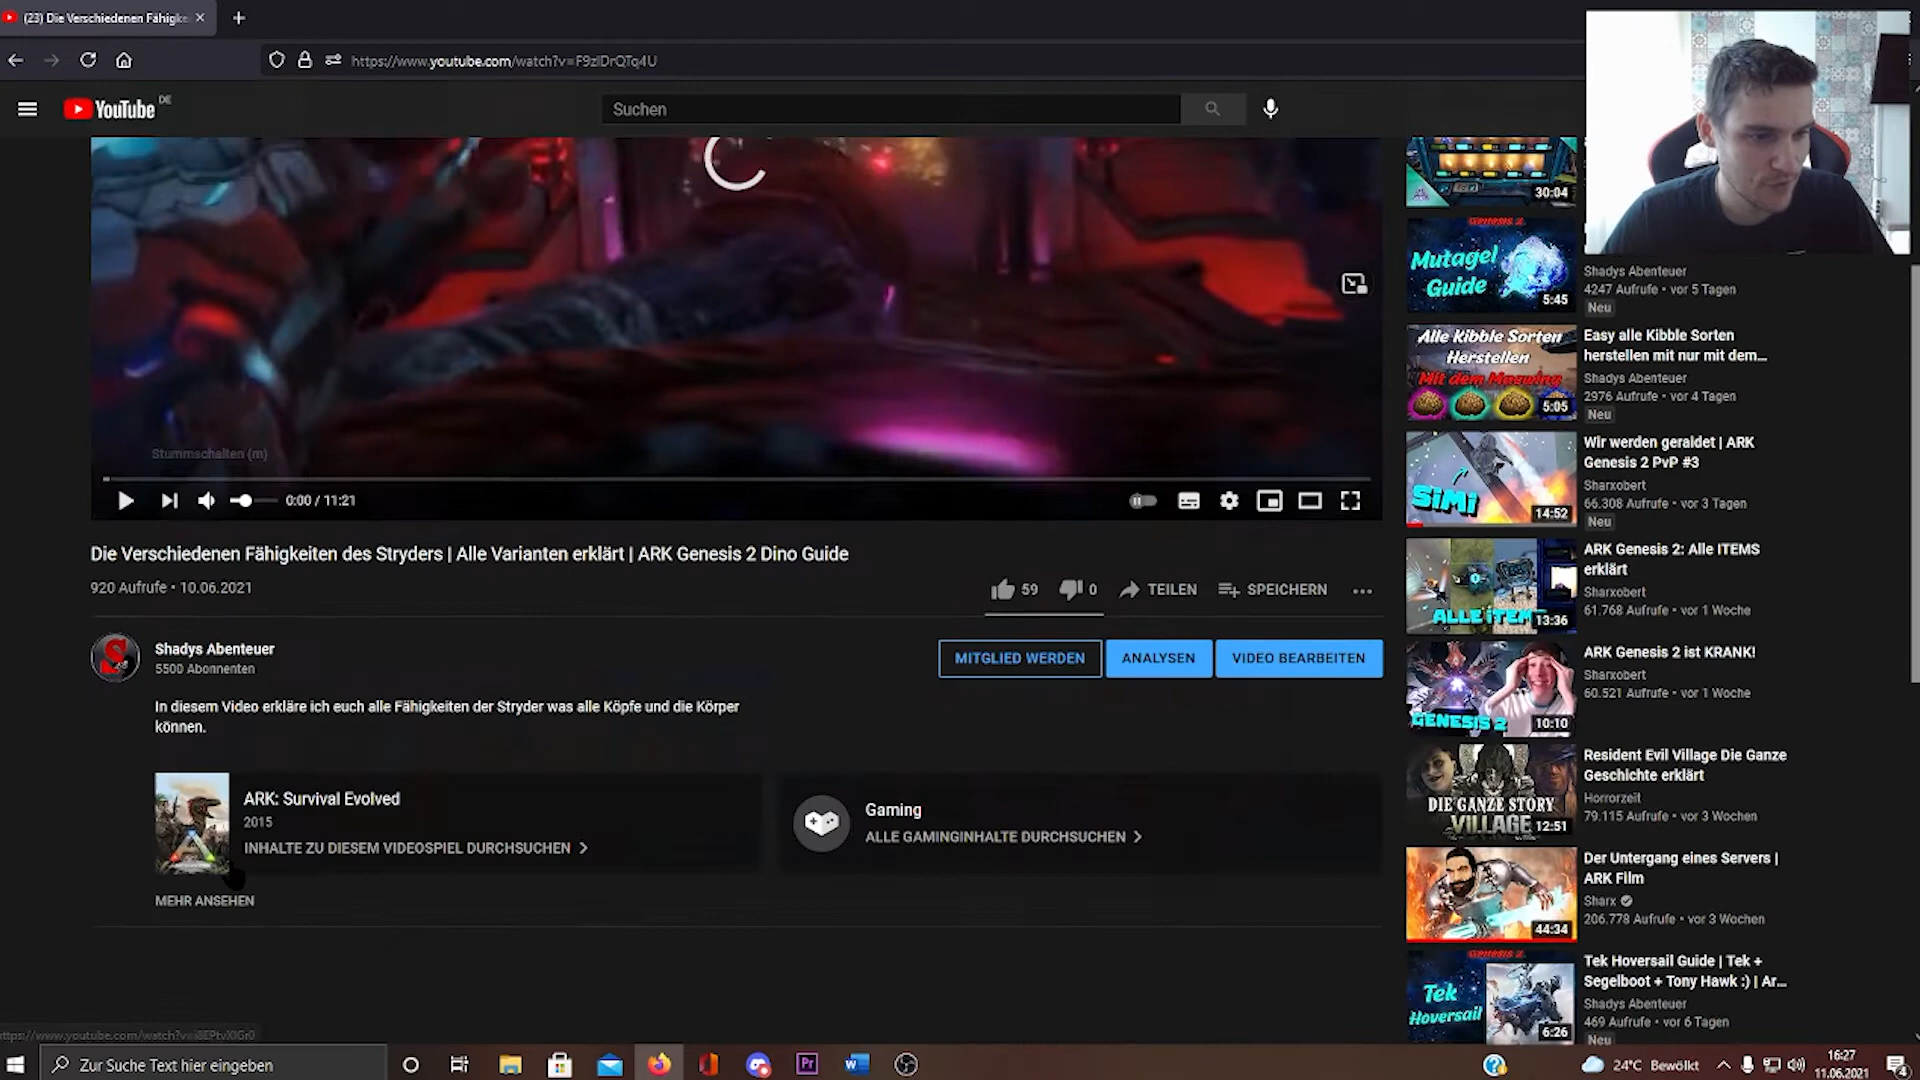 (23) Die Verschiedenen Fähigke
https://www.youtube.com/watch?v=F9zIDrQTq4U
YouTube DE
Suchen
Stummschalten (m)
0:00 / 11:21
Die Verschiedenen Fähigkeiten des Stryders | Alle Varianten erklärt | ARK Genesis 2 Dino Guide
920 Aufrufe • 10.06.2021
59
0
TEILEN
SPEICHERN
Shadys Abenteuer
5500 Abonnenten
MITGLIED WERDEN
ANALYSEN
VIDEO BEARBEITEN
In diesem Video erkläre ich euch alle Fähigkeiten der Stryder was alle Köpfe und die Körper
können.
ARK: Survival Evolved
2015
INHALTE ZU DIESEM VIDEOSPIEL DURCHSUCHEN
Gaming
ALLE GAMINGINHALTE DURCHSUCHEN
MEHR ANSEHEN
30:04
Genesis 2
Mutagel
Guide
5:45
Shadys Abenteuer
4247 Aufrufe • vor 5 Tagen
Neu
Alle Kibble Sorten
Herstellen
Mit dem Maewing
5:05
Easy alle Kibble Sorten
herstellen mit nur mit dem...
Shadys Abenteuer
2976 Aufrufe • vor 4 Tagen
Neu
SiMi
14:52
Wir werden geraidet | ARK
Genesis 2 PvP #3
Sharxobert
66.308 Aufrufe • vor 3 Tagen
Neu
ALLE iTEM
13:36
ARK Genesis 2: Alle ITEMS
erklärt
Sharxobert
61.768 Aufrufe • vor 1 Woche
GENESIS 2
10:10
ARK Genesis 2 ist KRANK!
Sharxobert
60.521 Aufrufe • vor 1 Woche
DIE GANZE STORY
VILLAGE
12:51
Resident Evil Village Die Ganze
Geschichte erklärt
Horrorzeit
79.115 Aufrufe • vor 3 Wochen
44:34
Der Untergang eines Servers |
ARK Film
Sharx
206.778 Aufrufe • vor 3 Wochen
Genesis 2
Tek
Hoversail
6:26
Tek Hoversail Guide | Tek +
Segelboot + Tony Hawk :) | Ar...
Shadys Abenteuer
469 Aufrufe • vor 6 Tagen
Neu
Zur Suche Text hier eingeben
Pr
24°C Bewölkt
16:27
11.06.2021
4